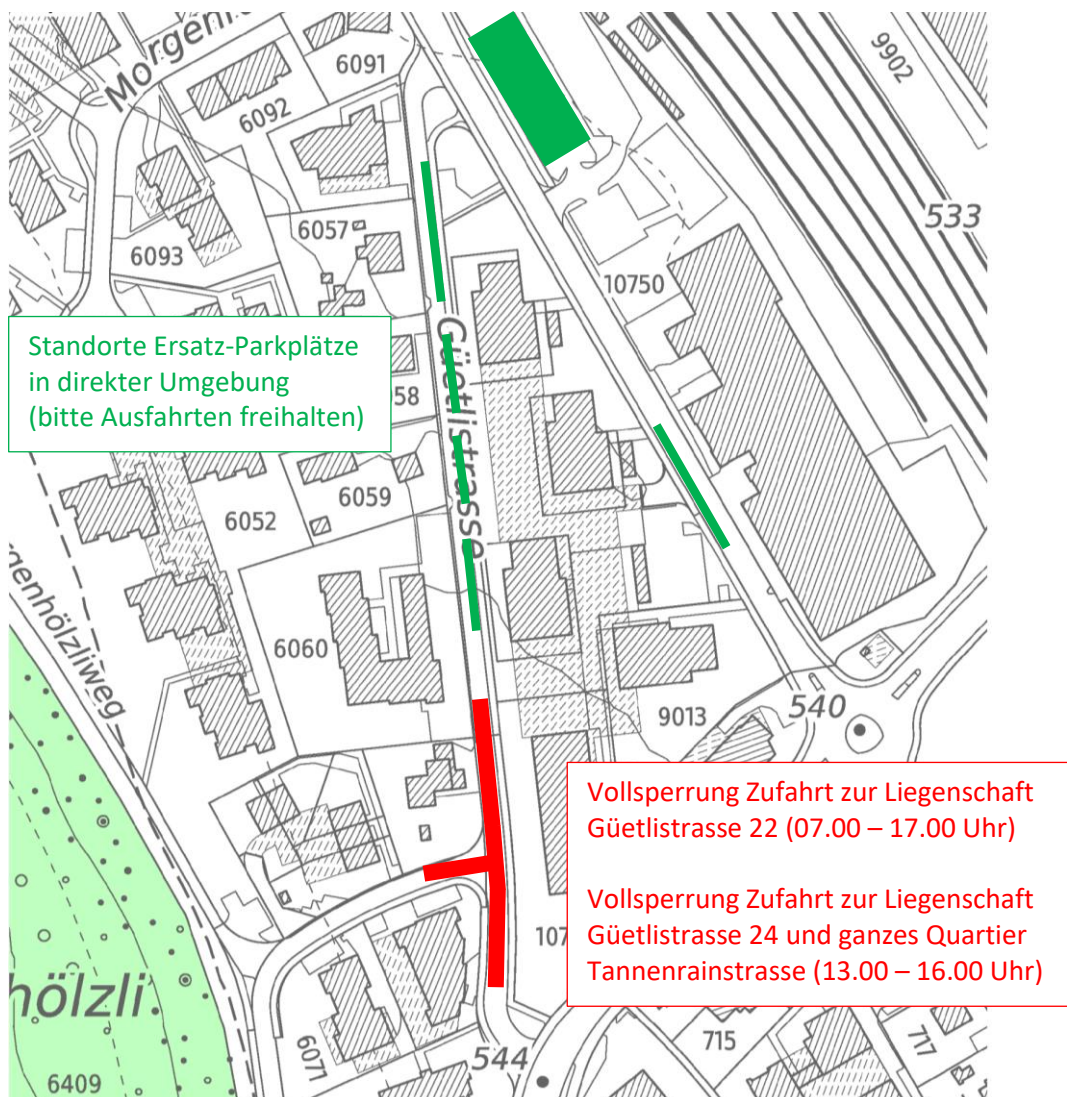 Morgenh
6091
6092
9902
533
6057
6093
10750
Güetlistrasse
Standorte Ersatz-Parkplätze
in direkter Umgebung
(bitte Ausfahrten freihalten)
058
6059
6052
6060
genhölzliweg
9013
540
Vollsperrung Zufahrt zur Liegenschaft
Güetlistrasse 22 (07.00 – 17.00 Uhr)
Vollsperrung Zufahrt zur Liegenschaft
Güetlistrasse 24 und ganzes Quartier
Tannenrainstrasse (13.00 – 16.00 Uhr)
107
hölzli
544
6071
715
717
6409